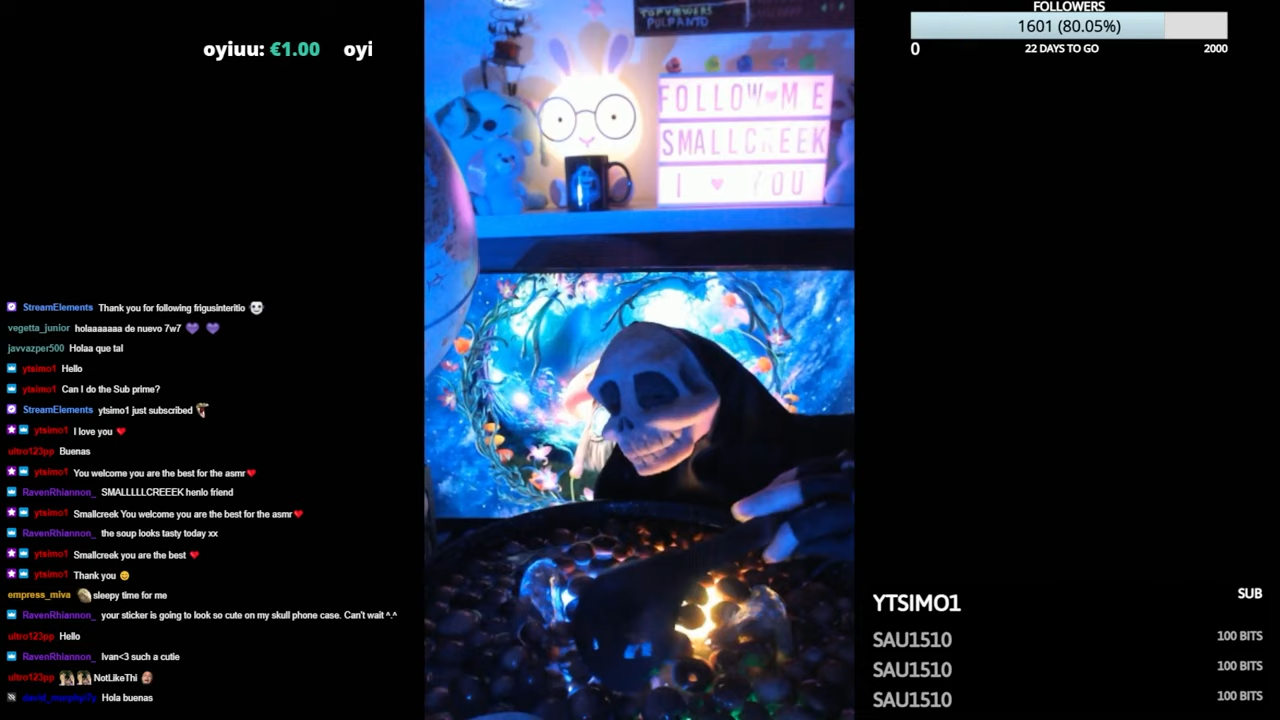 oyiuu: €1.00 oyi
TOPVIEWERS
PULPANTO
FOLLOW♥ME
SMALLCREEK
I ♥ YOU
FOLLOWERS
1601 (80.05%)
0 22 DAYS TO GO 2000
StreamElements Thank you for following frigusinteritio
vegetta_junior holaaaaaaa de nuevo 7w7
javvazper500 Holaa que tal
ytsimo1 Hello
ytsimo1 Can I do the Sub prime?
StreamElements ytsimo1 just subscribed
ytsimo1 I love you
ultro123pp Buenas
ytsimo1 You welcome you are the best for the asmr
RavenRhiannon_ SMALLLLLCREEEK henlo friend
ytsimo1 Smallcreek You welcome you are the best for the asmr
RavenRhiannon_ the soup looks tasty today xx
ytsimo1 Smallcreek you are the best
ytsimo1 Thank you
empress_miva sleepy time for me
RavenRhiannon_ your sticker is going to look so cute on my skull phone case. Can't wait ^.^
ultro123pp Hello
RavenRhiannon_ Ivan<3 such a cutie
ultro123pp NotLikeThi
Hola buenas
YTSIMO1 SUB
SAU1510 100 BITS
SAU1510 100 BITS
SAU1510 100 BITS